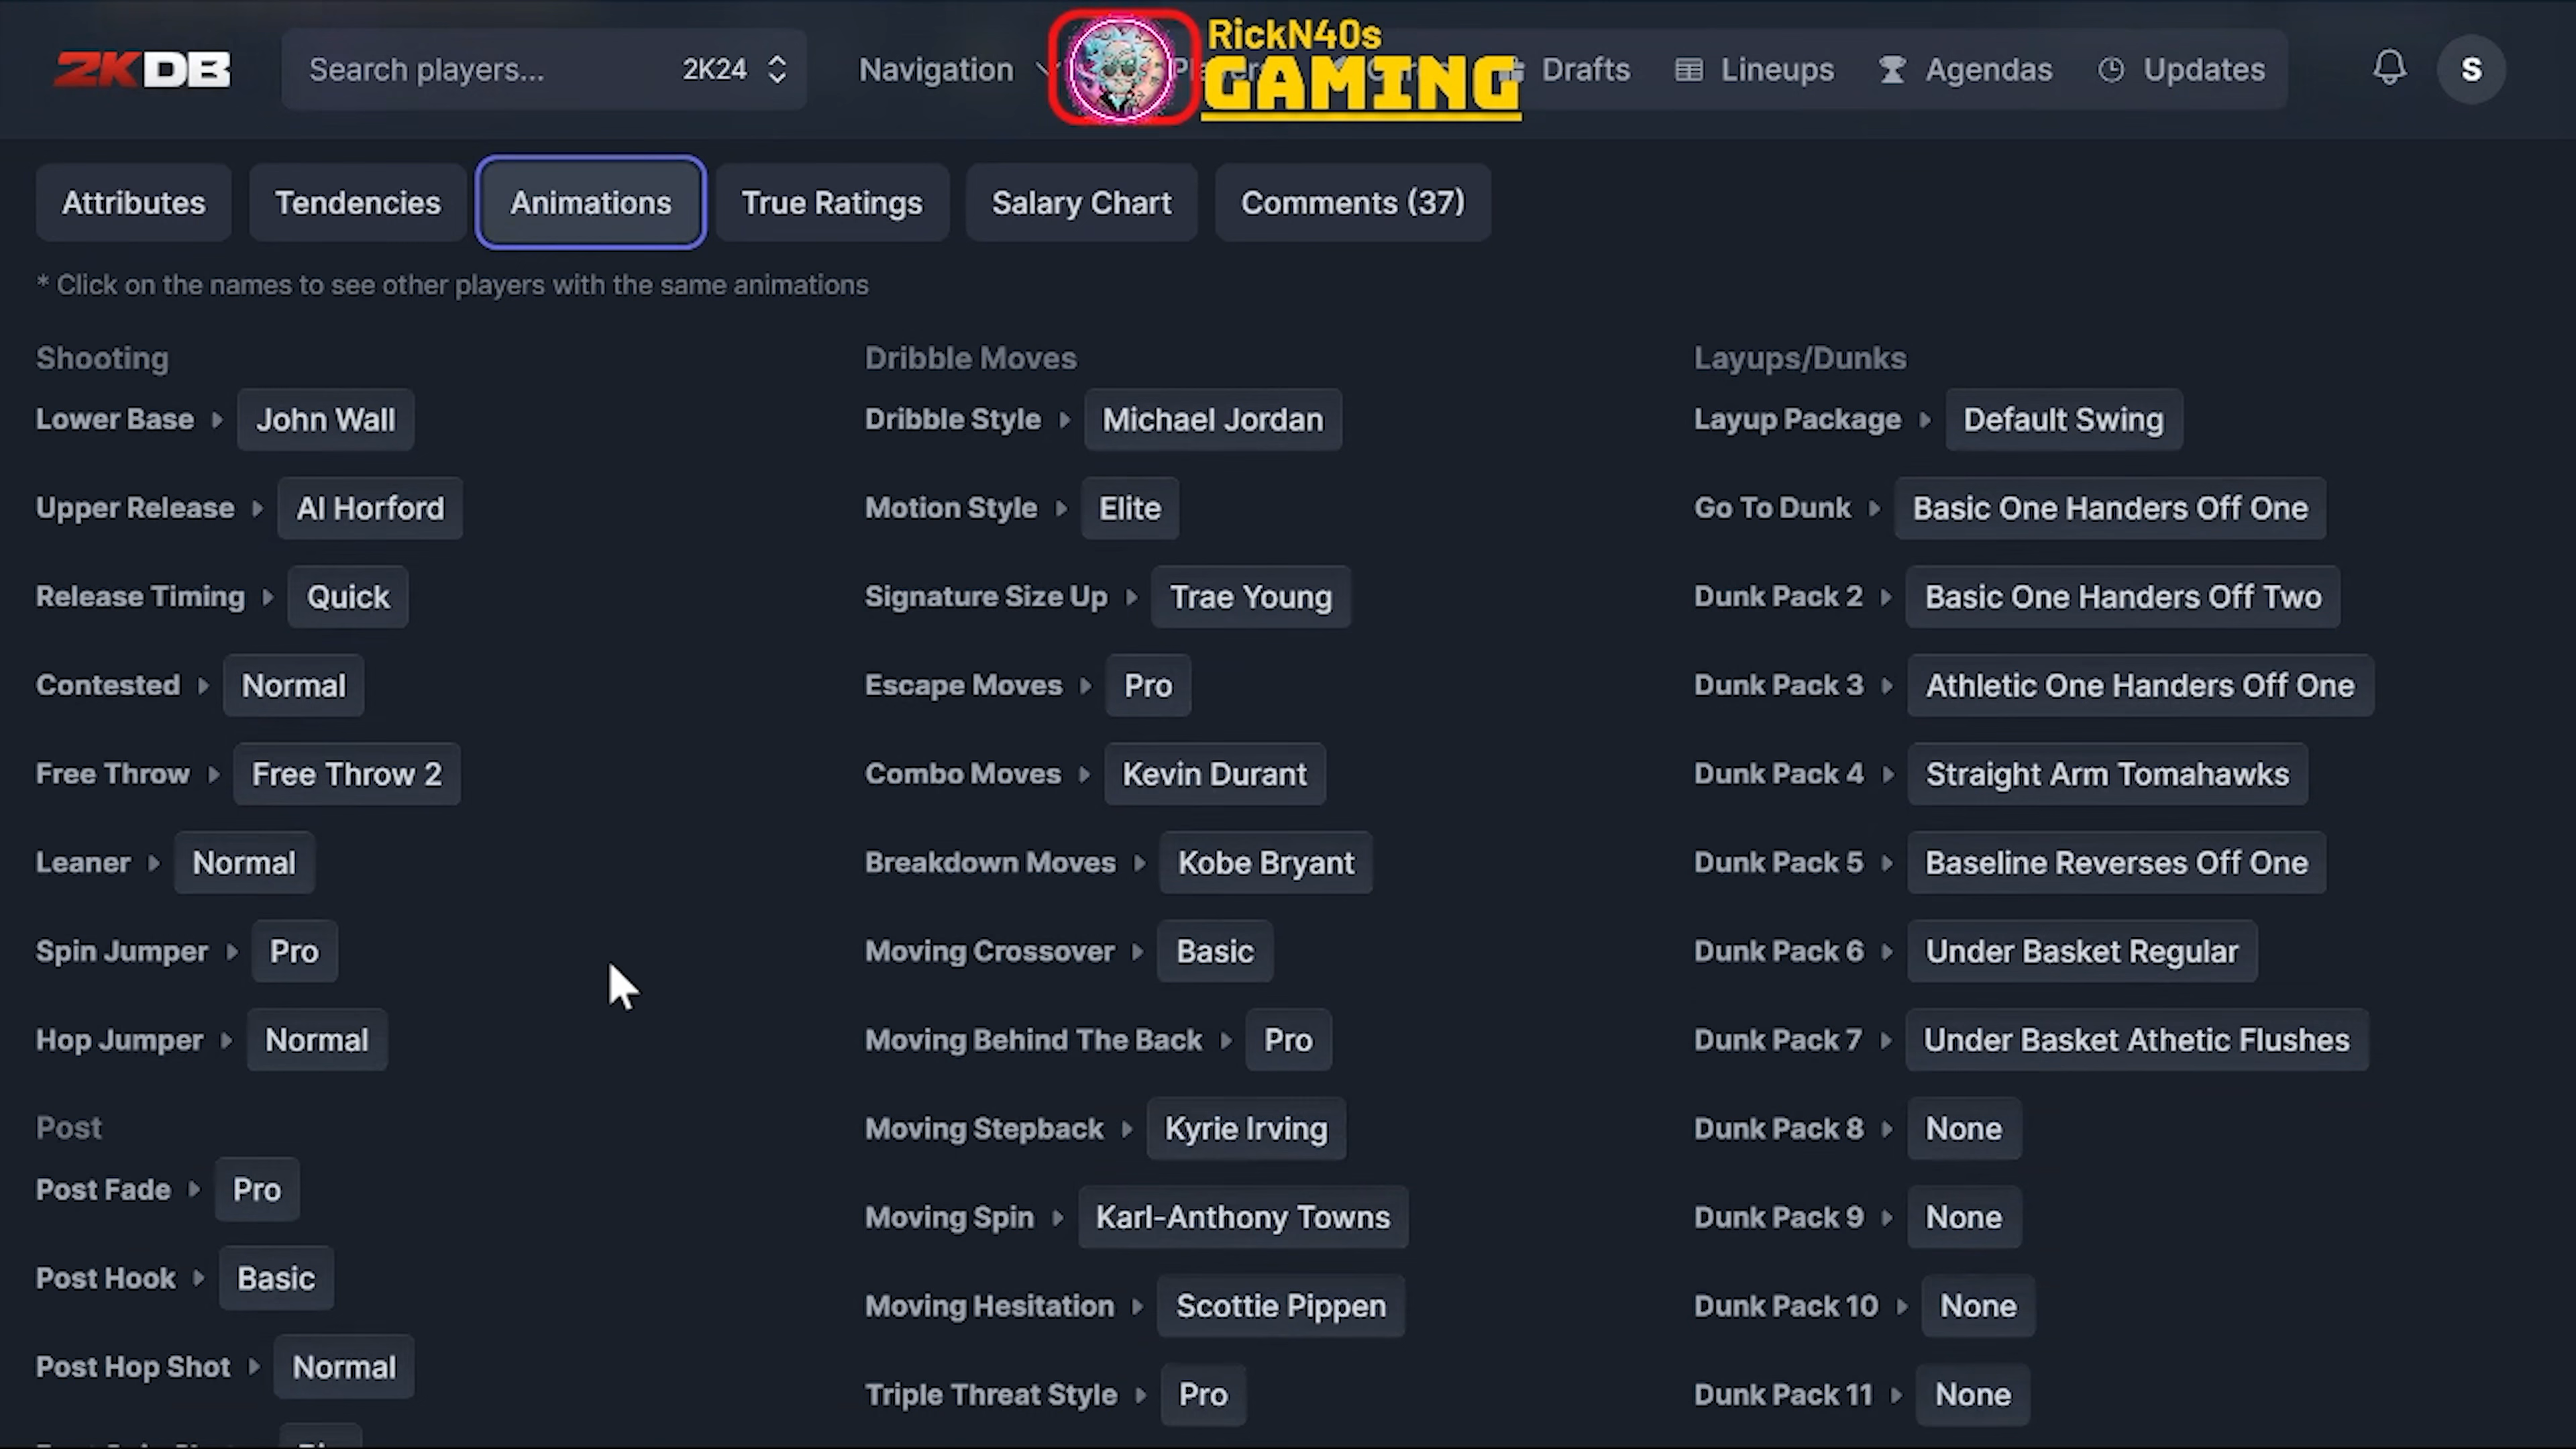 2KDB
Search players...
2K24
Navigation
RickN40s
GAMING
Drafts
Lineups
Agendas
Updates
S
Attributes
Tendencies
Animations
True Ratings
Salary Chart
Comments (37)
* Click on the names to see other players with the same animations
Shooting
Lower Base John Wall
Upper Release Al Horford
Release Timing Quick
Contested Normal
Free Throw Free Throw 2
Leaner Normal
Spin Jumper Pro
Hop Jumper Normal
Post
Post Fade Pro
Post Hook Basic
Post Hop Shot Normal
Dribble Moves
Dribble Style Michael Jordan
Motion Style Elite
Signature Size Up Trae Young
Escape Moves Pro
Combo Moves Kevin Durant
Breakdown Moves Kobe Bryant
Moving Crossover Basic
Moving Behind The Back Pro
Moving Stepback Kyrie Irving
Moving Spin Karl-Anthony Towns
Moving Hesitation Scottie Pippen
Triple Threat Style Pro
Layups/Dunks
Layup Package Default Swing
Go To Dunk Basic One Handers Off One
Dunk Pack 2 Basic One Handers Off Two
Dunk Pack 3 Athletic One Handers Off One
Dunk Pack 4 Straight Arm Tomahawks
Dunk Pack 5 Baseline Reverses Off One
Dunk Pack 6 Under Basket Regular
Dunk Pack 7 Under Basket Athetic Flushes
Dunk Pack 8 None
Dunk Pack 9 None
Dunk Pack 10 None
Dunk Pack 11 None